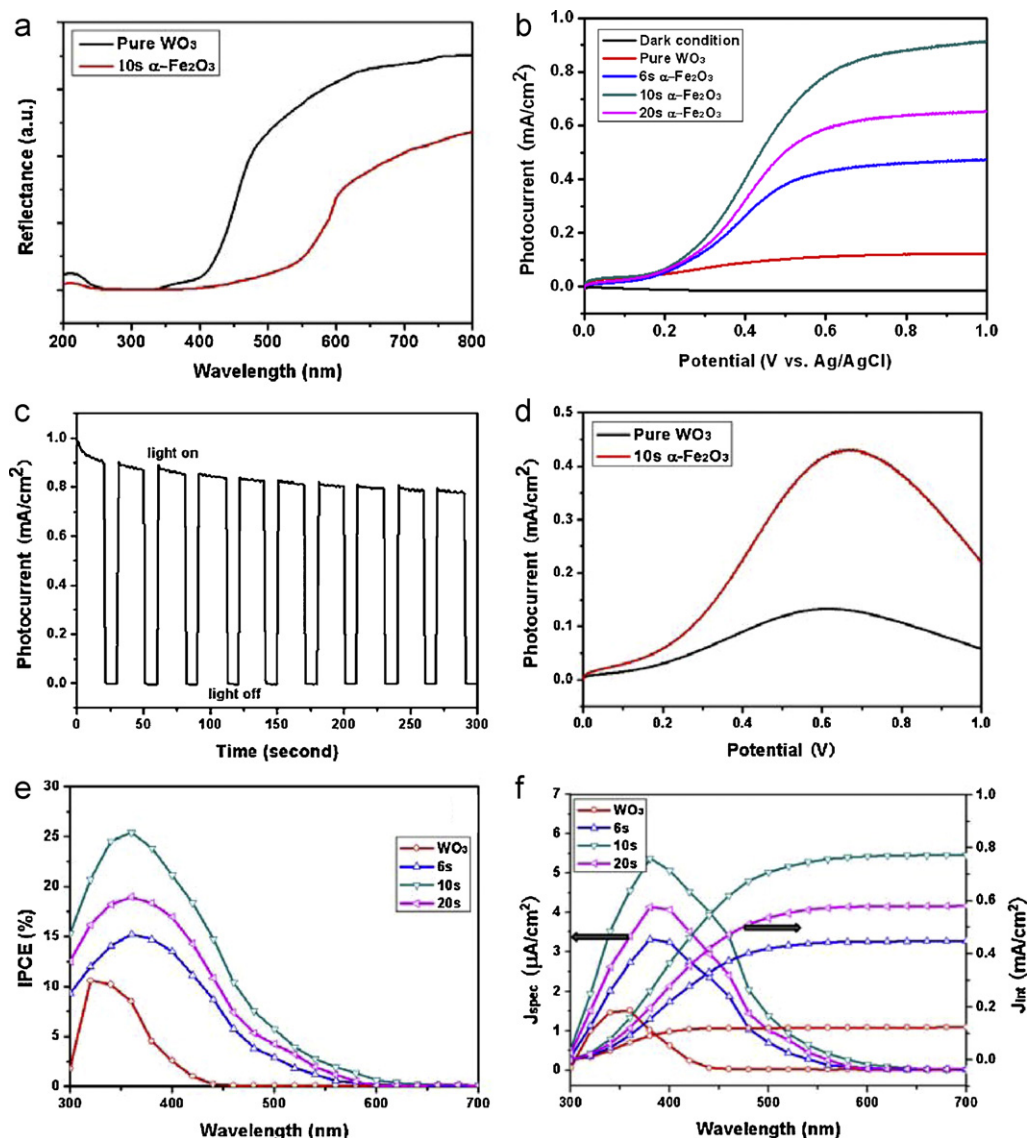 a
Pure WO₃
10s α-Fe₂O₃
Reflectance (a.u.)
200 300 400 500 600 700 800
Wavelength (nm)
b
Dark condition
Pure WO₃
6s α-Fe₂O₃
10s α-Fe₂O₃
20s α-Fe₂O₃
Photocurrent (mA/cm²)
1.0
0.8
0.6
0.4
0.2
0.0
0.0 0.2 0.4 0.6 0.8 1.0
Potential (V vs. Ag/AgCl)
c
light on
light off
Photocurrent (mA/cm²)
1.0
0.8
0.6
0.4
0.2
0.0
0 50 100 150 200 250 300
Time (second}
d
Pure WO₃
10s α-Fe₂O₃
Photocurrent (mA/cm²)
0.5
0.4
0.3
0.2
0.1
0.0
0.0 0.2 0.4 0.6 0.8 1.0
Potential (V)
e
WO₃
6s
10s
20s
IPCE (%)
30
25
20
15
10
5
0
300 400 500 600 700
Wavelength (nm)
f
WO₃
6s
10s
20s
Jspec (μA/cm²)
7
6
5
4
3
2
1
0
Jint (mA/cm²)
1.0
0.8
0.6
0.4
0.2
0.0
300 400 500 600 700
Wavelength (nm)